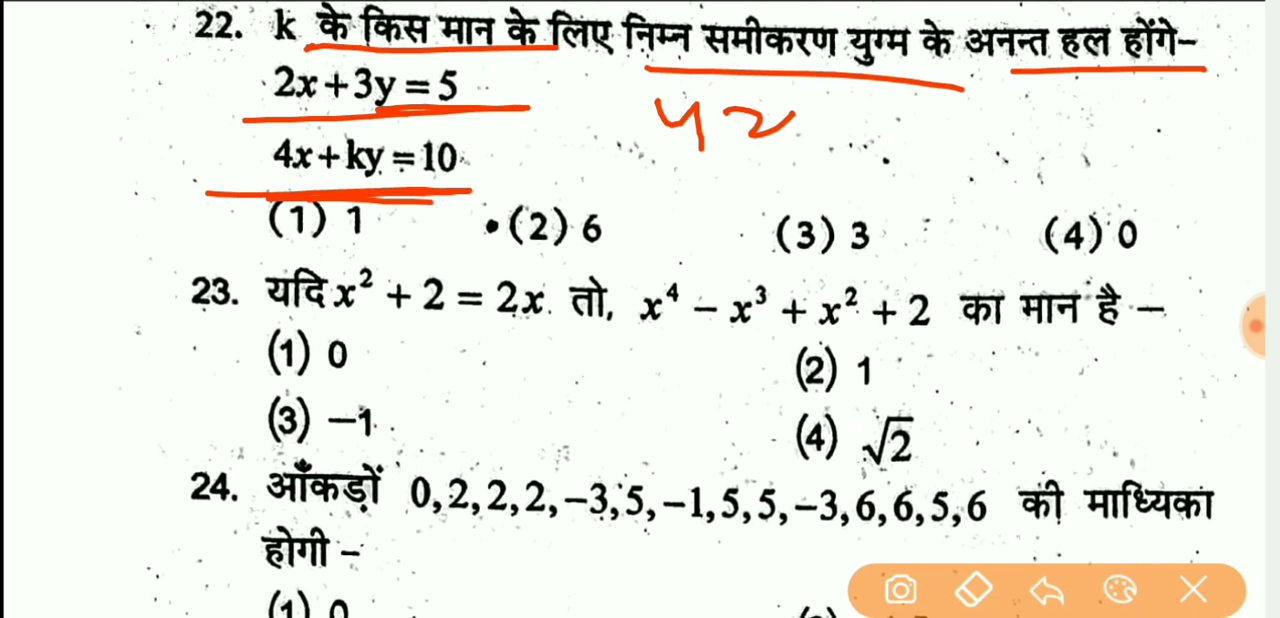 22. k के किस मान के लिए निम्न समीकरण युग्म के अनन्त हल होंगे–
2x+3y=5
4x+ky=10
(1) 1 (2) 6 (3) 3 (4) 0
23. यदि x² + 2 = 2x. तो, x⁴ − x³ + x² + 2 का मान है –
(1) 0 (2) 1
(3) −1 (4) √2
24. आँकड़ों 0,2,2,2,−3,5,−1,5,5,−3,6,6,5,6 की माध्यिका
होगी –
(1) 0